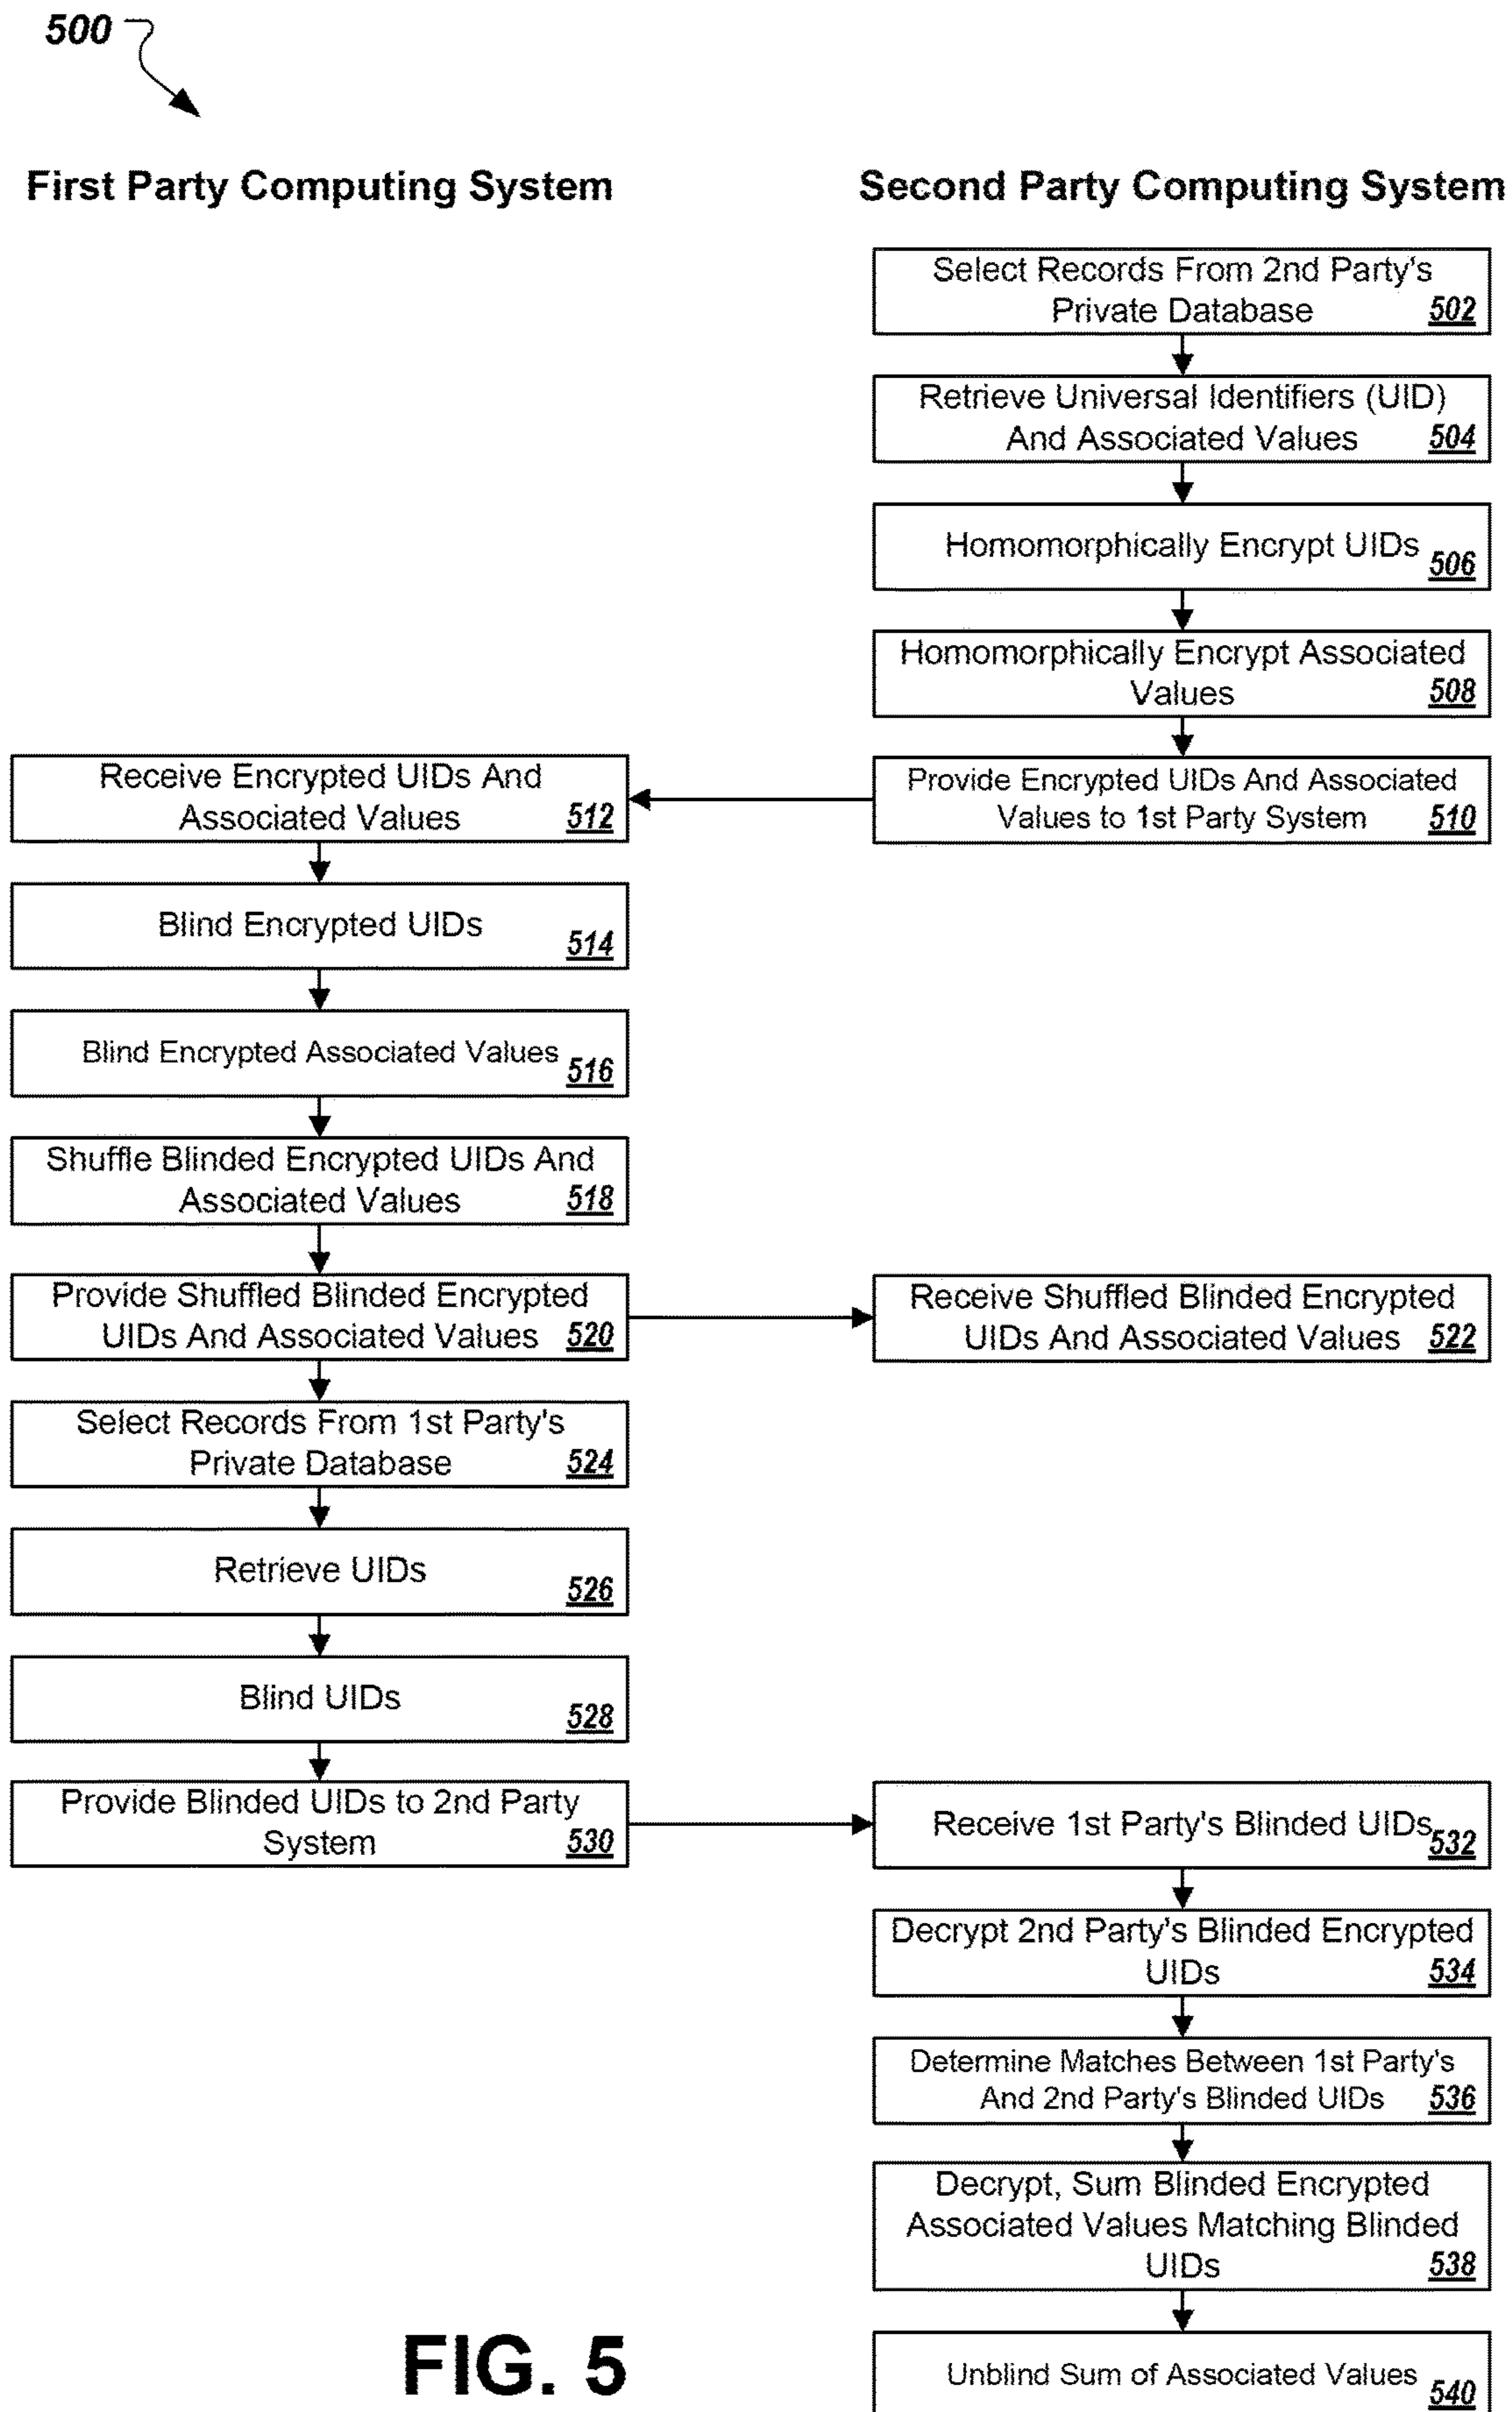 500
First Party Computing System
Second Party Computing System
Select Records From 2nd Party's
Private Database 502
Retrieve Universal Identifiers (UID)
And Associated Values 504
Homomorphically Encrypt UIDs 506
Homomorphically Encrypt Associated
Values 508
Provide Encrypted UIDs And Associated
Values to 1st Party System 510
Receive Encrypted UIDs And
Associated Values 512
Blind Encrypted UIDs 514
Blind Encrypted Associated Values 516
Shuffle Blinded Encrypted UIDs And
Associated Values 518
Provide Shuffled Blinded Encrypted
UIDs And Associated Values 520
Receive Shuffled Blinded Encrypted
UIDs And Associated Values 522
Select Records From 1st Party's
Private Database 524
Retrieve UIDs 526
Blind UIDs 528
Provide Blinded UIDs to 2nd Party
System 530
Receive 1st Party's Blinded UIDs 532
Decrypt 2nd Party's Blinded Encrypted
UIDs 534
Determine Matches Between 1st Party's
And 2nd Party's Blinded UIDs 536
Decrypt, Sum Blinded Encrypted
Associated Values Matching Blinded
UIDs 538
Unblind Sum of Associated Values 540
FIG. 5